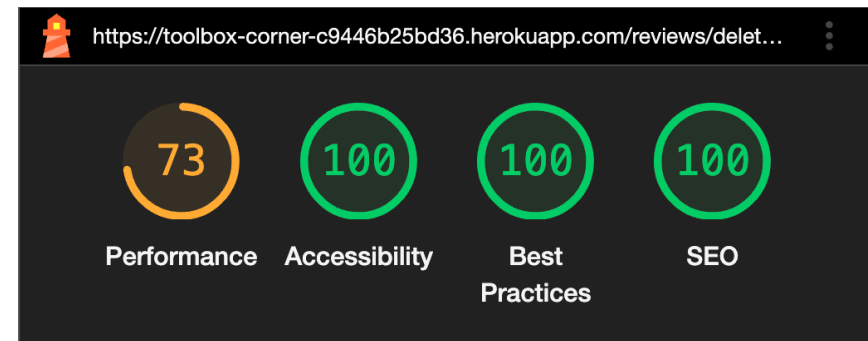 https://toolbox-corner-c9446b25bd36.herokuapp.com/reviews/delet...
73 100 100 100
Performance Accessibility Best Practices SEO